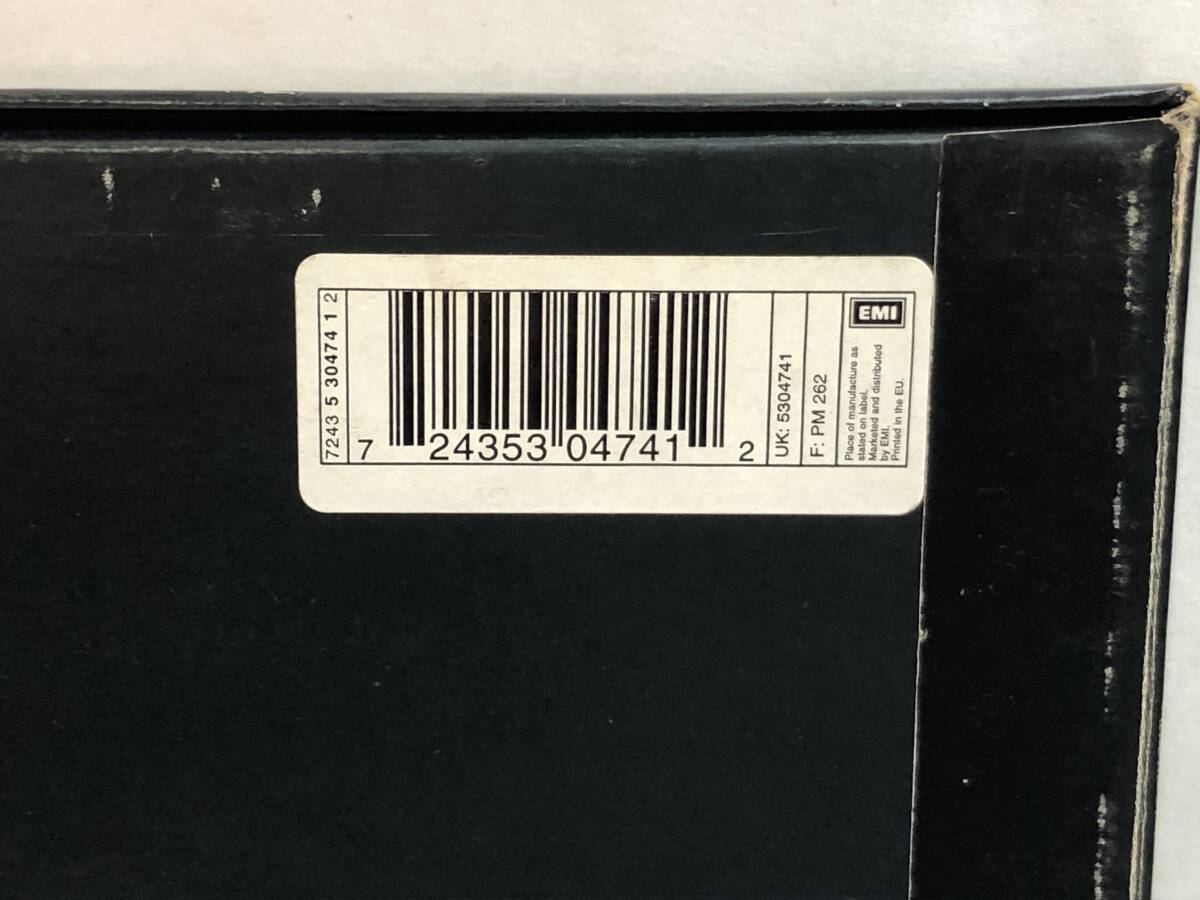 7243 5 30474 1 2
7 24353 04741 2
UK: 5304741
F: PM 262
EMI
Place of manufacture as
stated on label.
Marketed and distributed
by EMI.
Printed in the EU.